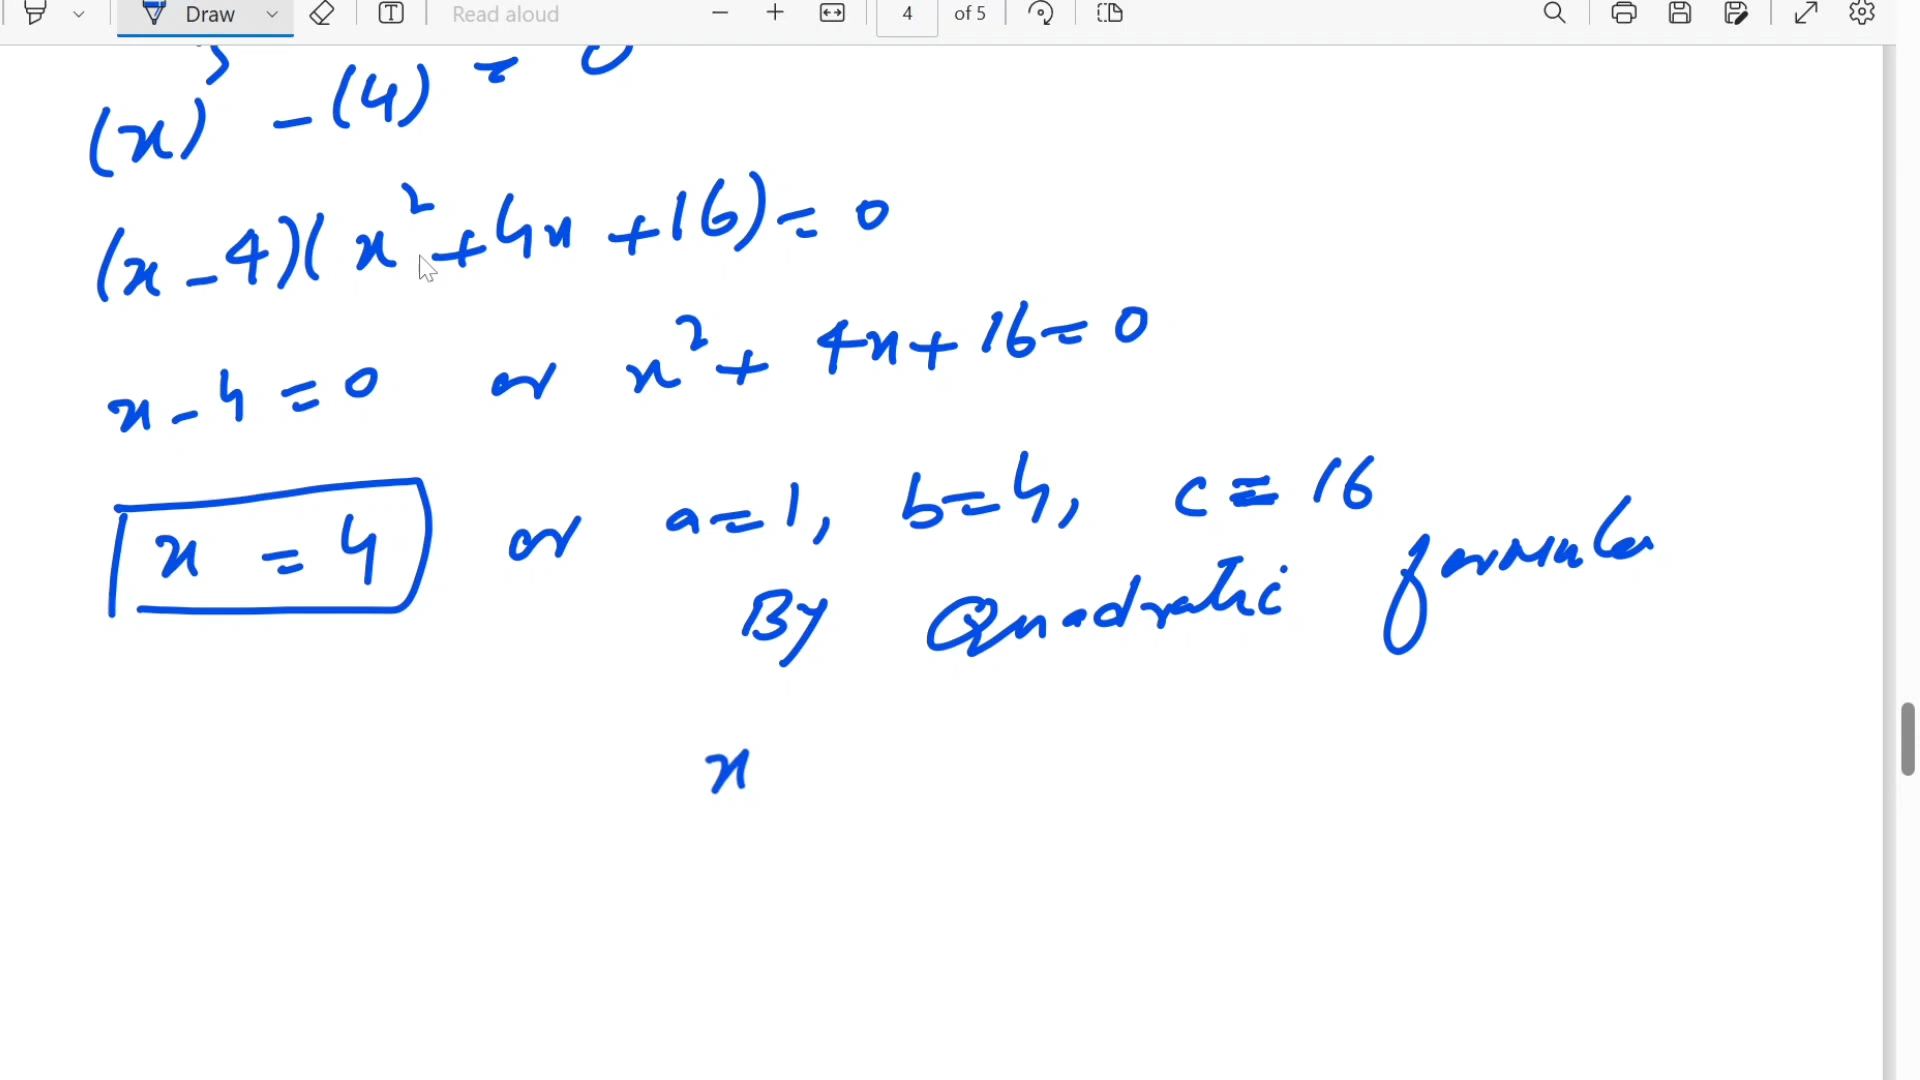 Draw Read aloud 4 of 5
(x)³ - (4) = 0
(x-4)(x²+4x+16)=0
x-4=0 or x²+4x+16=0
x=4 or a=1, b=4, c=16
By Quadratic formula
x